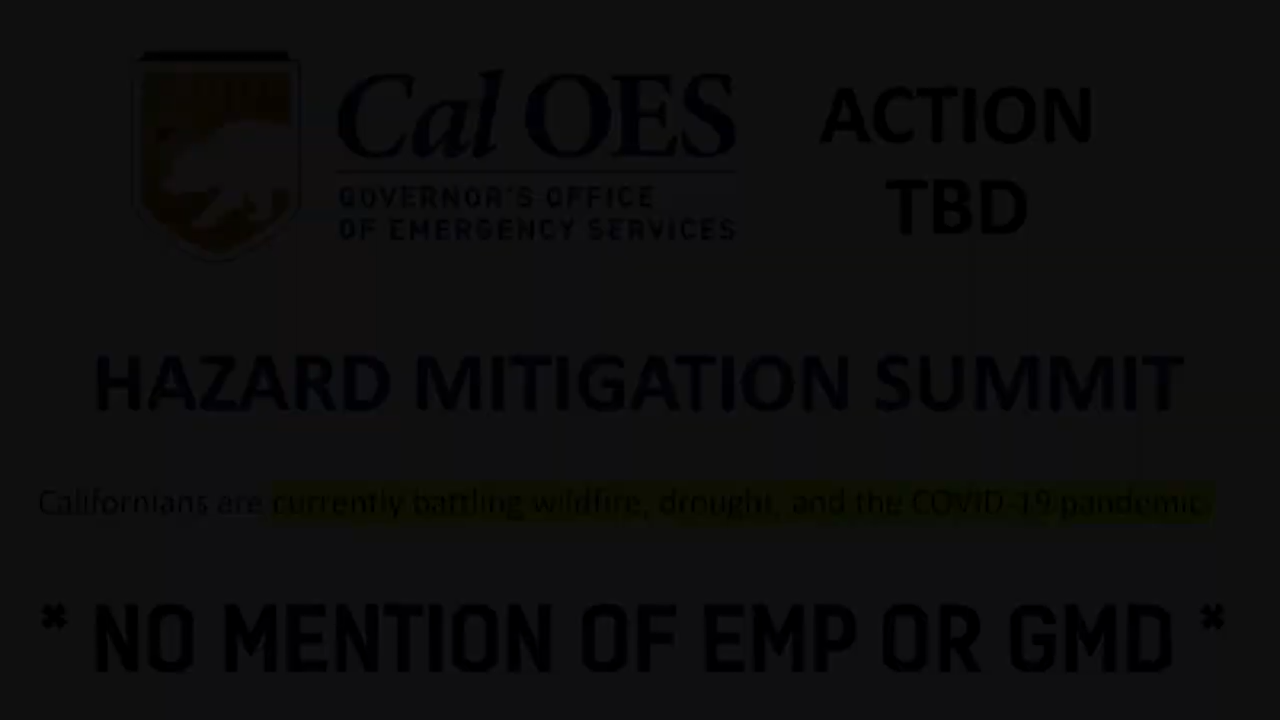 Cal OES
GOVERNOR'S OFFICE
OF EMERGENCY SERVICES
ACTION
TBD
HAZARD MITIGATION SUMMIT
Californians are currently battling wildfire, drought, and the COVID-19 pandemic.
* NO MENTION OF EMP OR GMD *